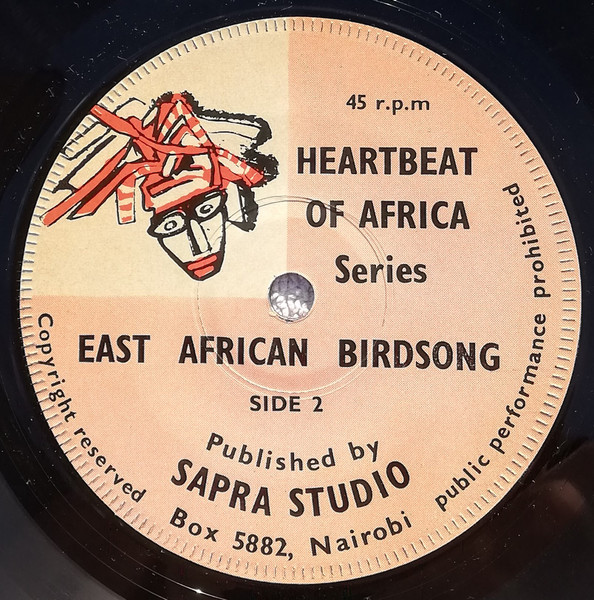 45 r.p.m
HEARTBEAT
OF AFRICA
Series
EAST AFRICAN BIRDSONG
SIDE 2
Published by
SAPRA STUDIO
Box 5882, Nairobi
Copyright reserved
public performance prohibited